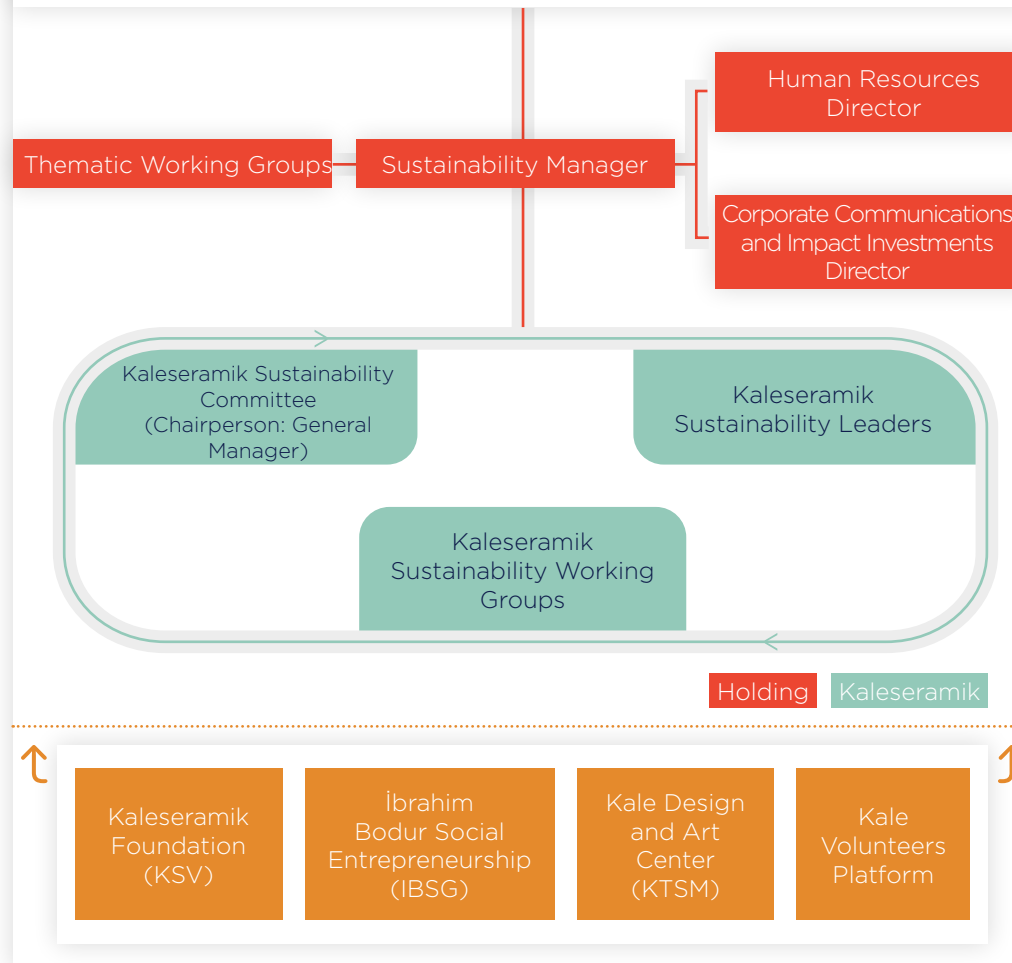 Human Resources
Director
Thematic Working Groups
Sustainability Manager
Corporate Communications
and Impact Investments
Director
Kaleseramik Sustainability
Committee
(Chairperson: General
Manager)
Kaleseramik
Sustainability Leaders
Kaleseramik
Sustainability Working
Groups
Holding
Kaleseramik
Kaleseramik
Foundation
(KSV)
İbrahim
Bodur Social
Entrepreneurship
(IBSG)
Kale Design
and Art
Center
(KTSM)
Kale
Volunteers
Platform